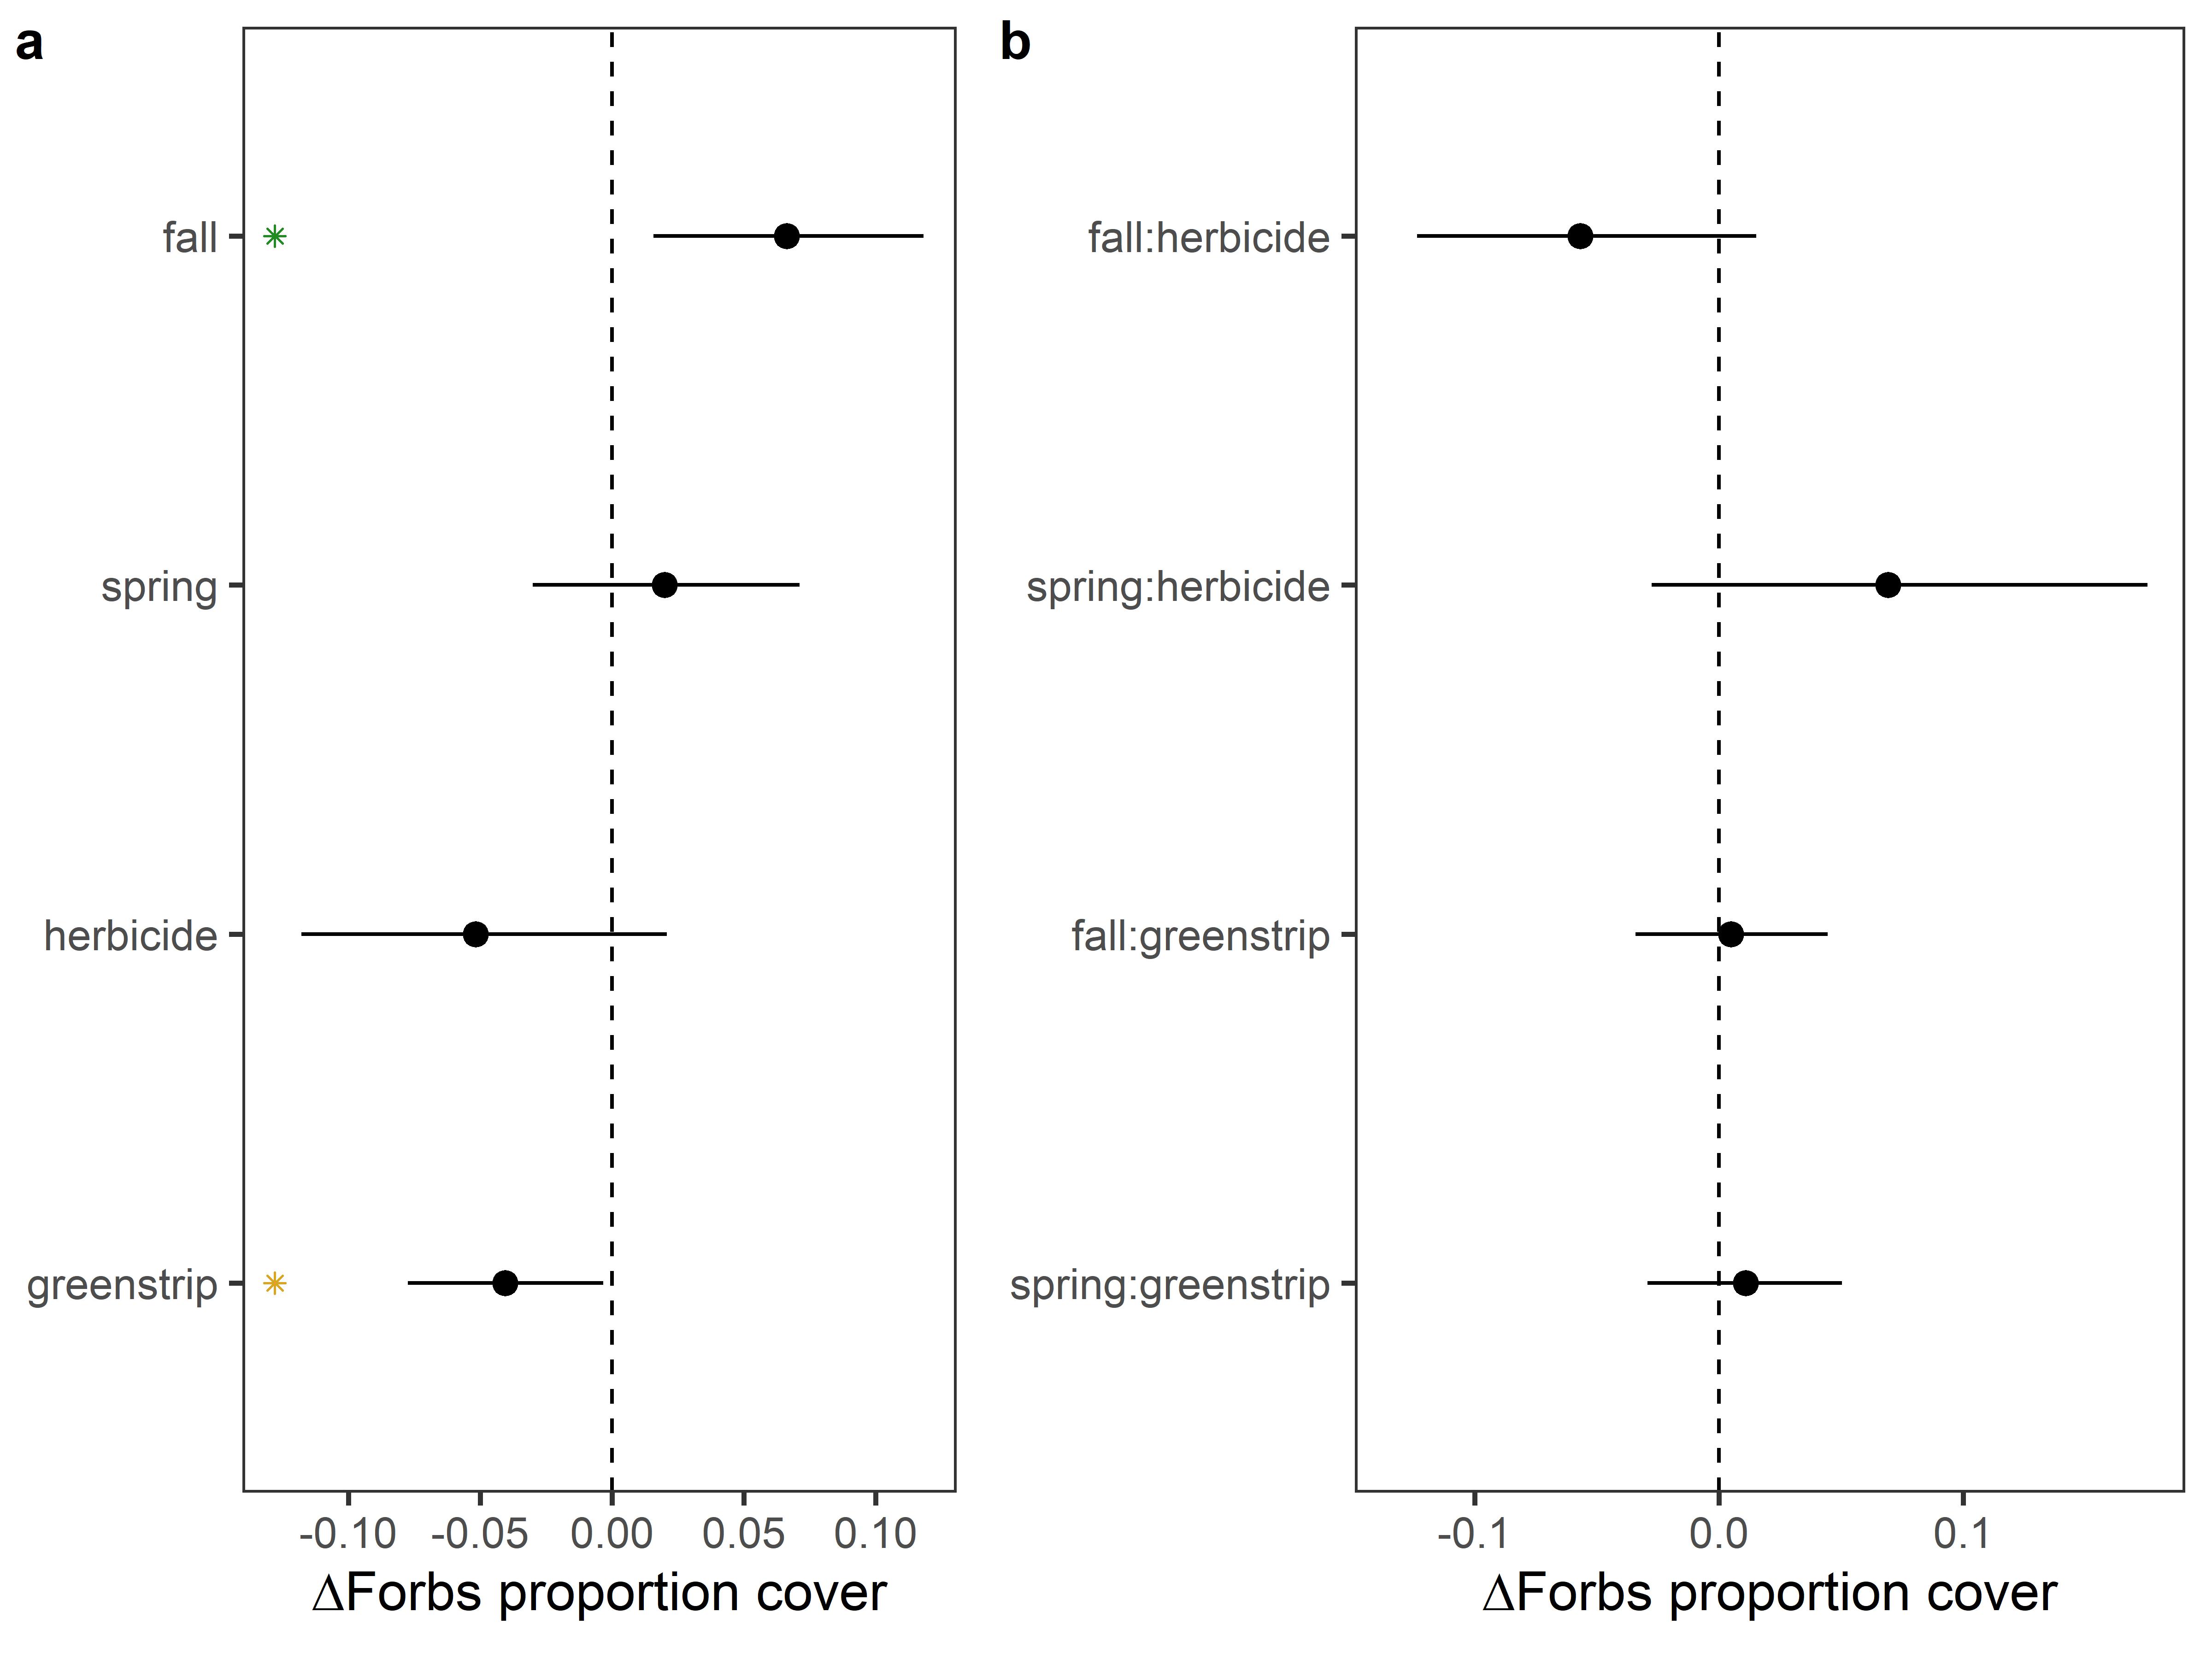 a
fall
spring
herbicide
greenstrip
-0.10 -0.05 0.00 0.05 0.10
ΔForbs proportion cover
b
fall:herbicide
spring:herbicide
fall:greenstrip
spring:greenstrip
-0.1 0.0 0.1
ΔForbs proportion cover